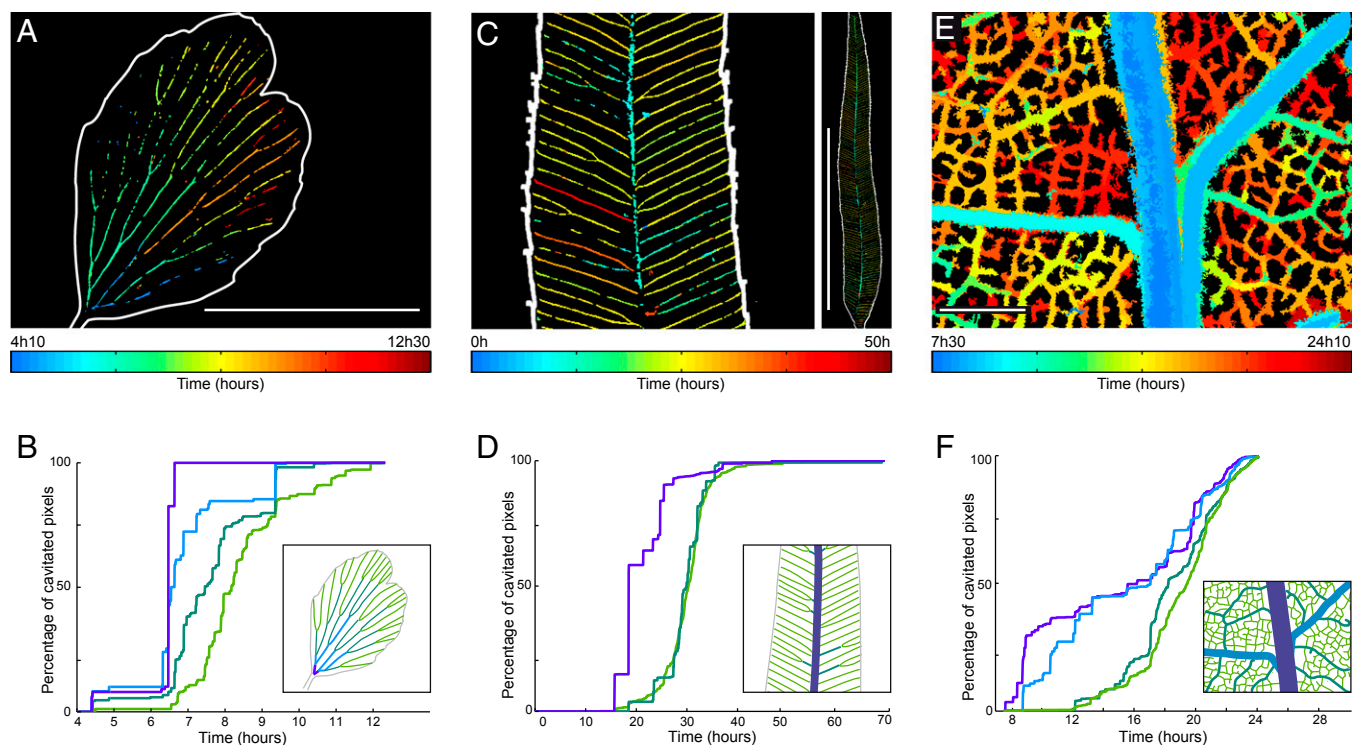 A
C
E
4h10 12h30
Time (hours)
0h 50h
Time (hours)
7h30 24h10
Time (hours)
B
Percentage of cavitated pixels
100
50
0
4 5 6 7 8 9 10 11 12
Time (hours)
D
Percentage of cavitated pixels
100
50
0
0 10 20 30 40 50 60 70
Time (hours)
F
Percentage of cavitated pixels
100
50
0
8 12 16 20 24 28
Time (hours)